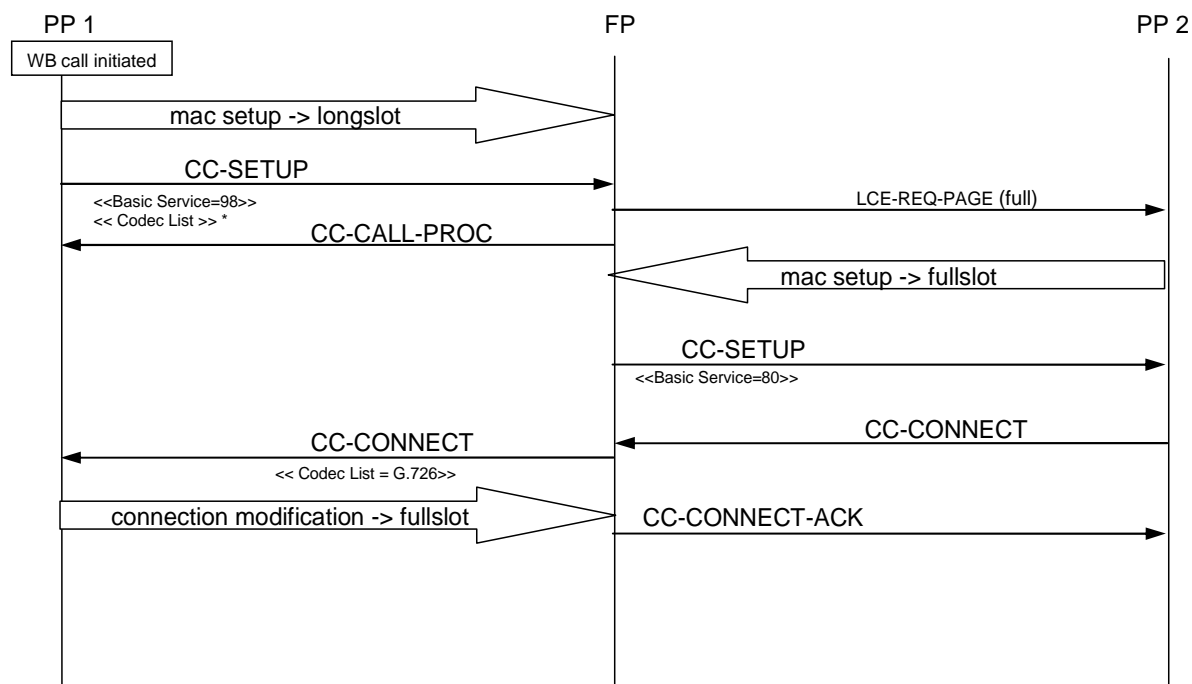 PP 1
FP
PP 2
WB call initiated
mac setup -> longslot
CC-SETUP
<<Basic Service=98>>
<< Codec List >> *
LCE-REQ-PAGE (full)
CC-CALL-PROC
mac setup -> fullslot
CC-SETUP
<<Basic Service=80>>
CC-CONNECT
CC-CONNECT
<< Codec List = G.726>>
connection modification -> fullslot
CC-CONNECT-ACK